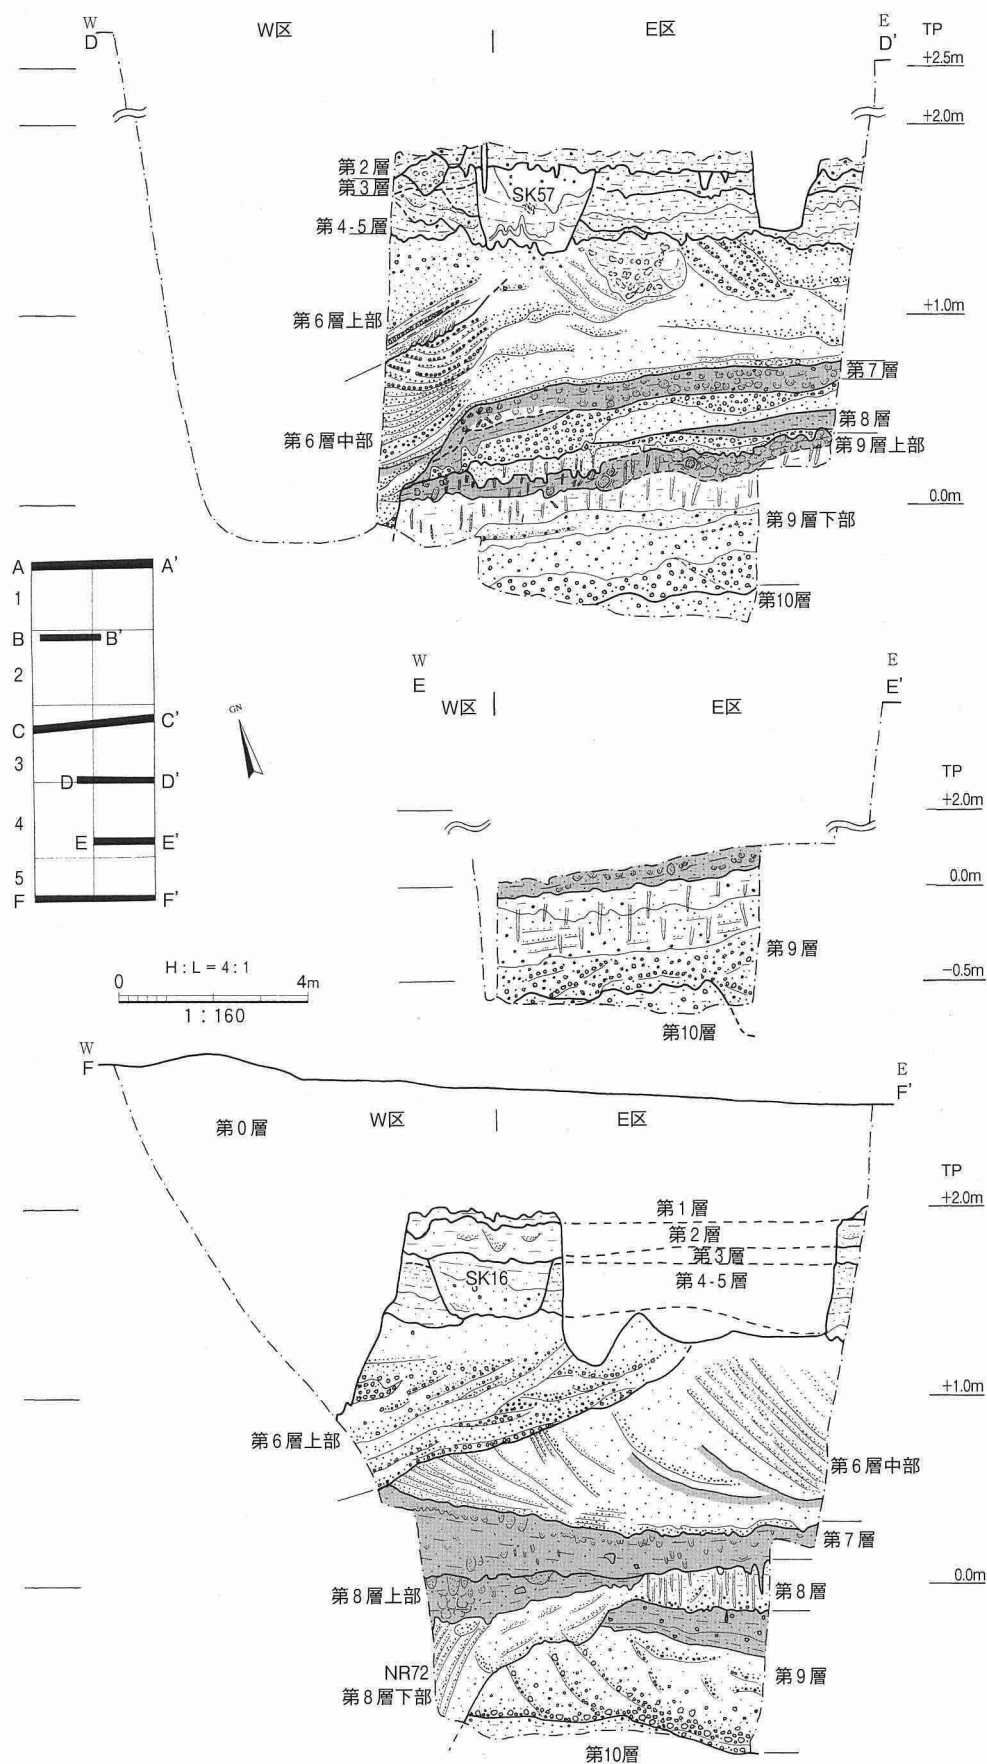 W
D
W区
E区
E
D'
TP
+2.5m
+2.0m
第2層
第3層
SK57
第4-5層
+1.0m
第6層上部
第7層
第8層
第6層中部
第9層上部
0.0m
第9層下部
第10層
A A'
1
B B'
2
C C'
3
D D'
4
E E'
5
F F'
GN
H:L=4:1
0 4m
1:160
W
E
W区
E区
E
E'
TP
+2.0m
0.0m
第9層
-0.5m
第10層
W
F
E
F'
第0層
W区
E区
TP
+2.0m
第1層
第2層
第3層
第4-5層
SK16
+1.0m
第6層上部
第6層中部
第7層
0.0m
第8層上部
第8層
NR72
第8層下部
第9層
第10層